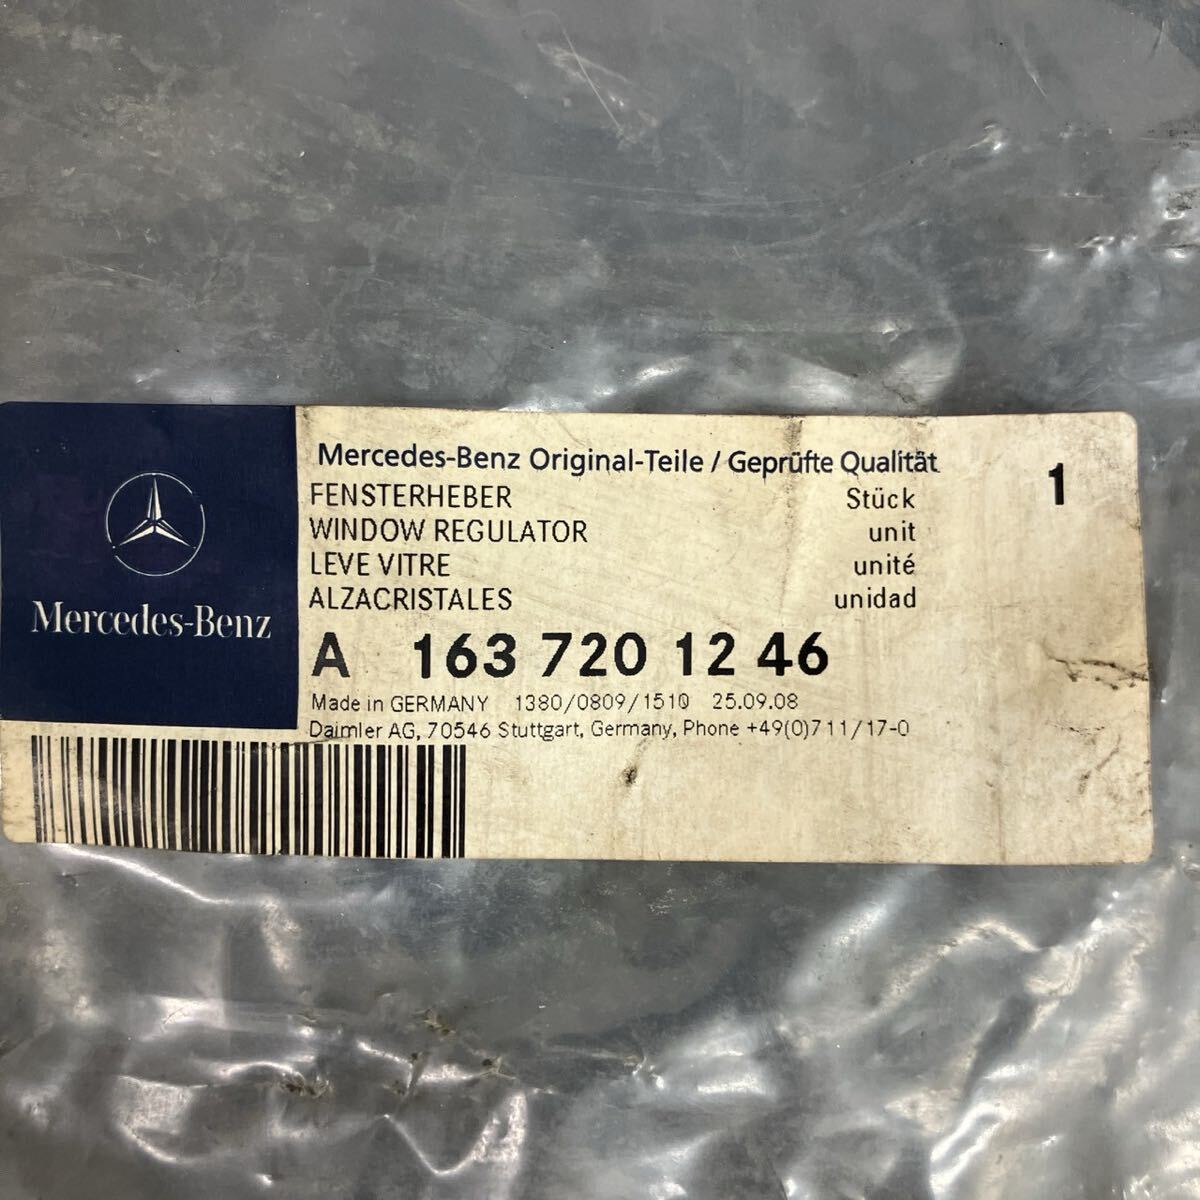 Mercedes-Benz
Mercedes-Benz Original-Teile / Geprüfte Qualität
FENSTERHEBER Stück 1
WINDOW REGULATOR unit
LEVE VITRE unité
ALZACRISTALES unidad
A 163 720 12 46
Made in GERMANY 1380/0809/1510 25.09.08
Daimler AG, 70546 Stuttgart, Germany, Phone +49(0)711/17-0